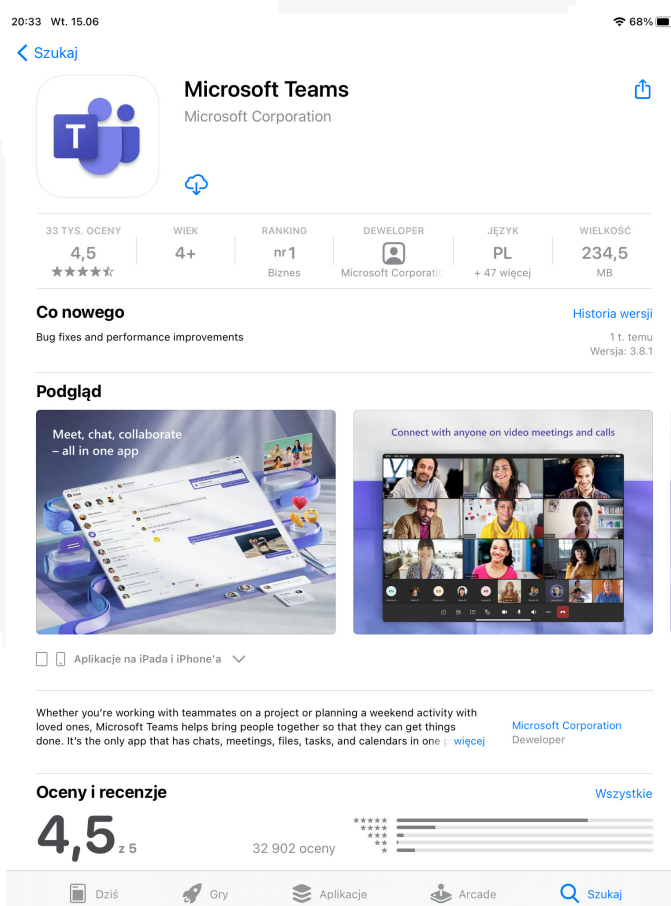 20:33 Wt. 15.06
68%
Szukaj
T
Microsoft Teams
Microsoft Corporation
33 TYS. OCENY
4,5
WIEK
4+
RANKING
nr 1
Biznes
DEWELOPER
Microsoft Corporatic
JĘZYK
PL
+ 47 więcej
WIELKOŚĆ
234,5
MB
Co nowego
Historia wersji
Bug fixes and performance improvements
1 t. temu
Wersja: 3.8.1
Podgląd
Meet, chat, collaborate
– all in one app
Connect with anyone on video meetings and calls
Aplikacje na iPada i iPhone'a
Whether you're working with teammates on a project or planning a weekend activity with
loved ones, Microsoft Teams helps bring people together so that they can get things
done. It's the only app that has chats, meetings, files, tasks, and calendars in one więcej
Microsoft Corporation
Deweloper
Oceny i recenzje
Wszystkie
4,5 z 5
32 902 oceny
Dziś
Gry
Aplikacje
Arcade
Szukaj